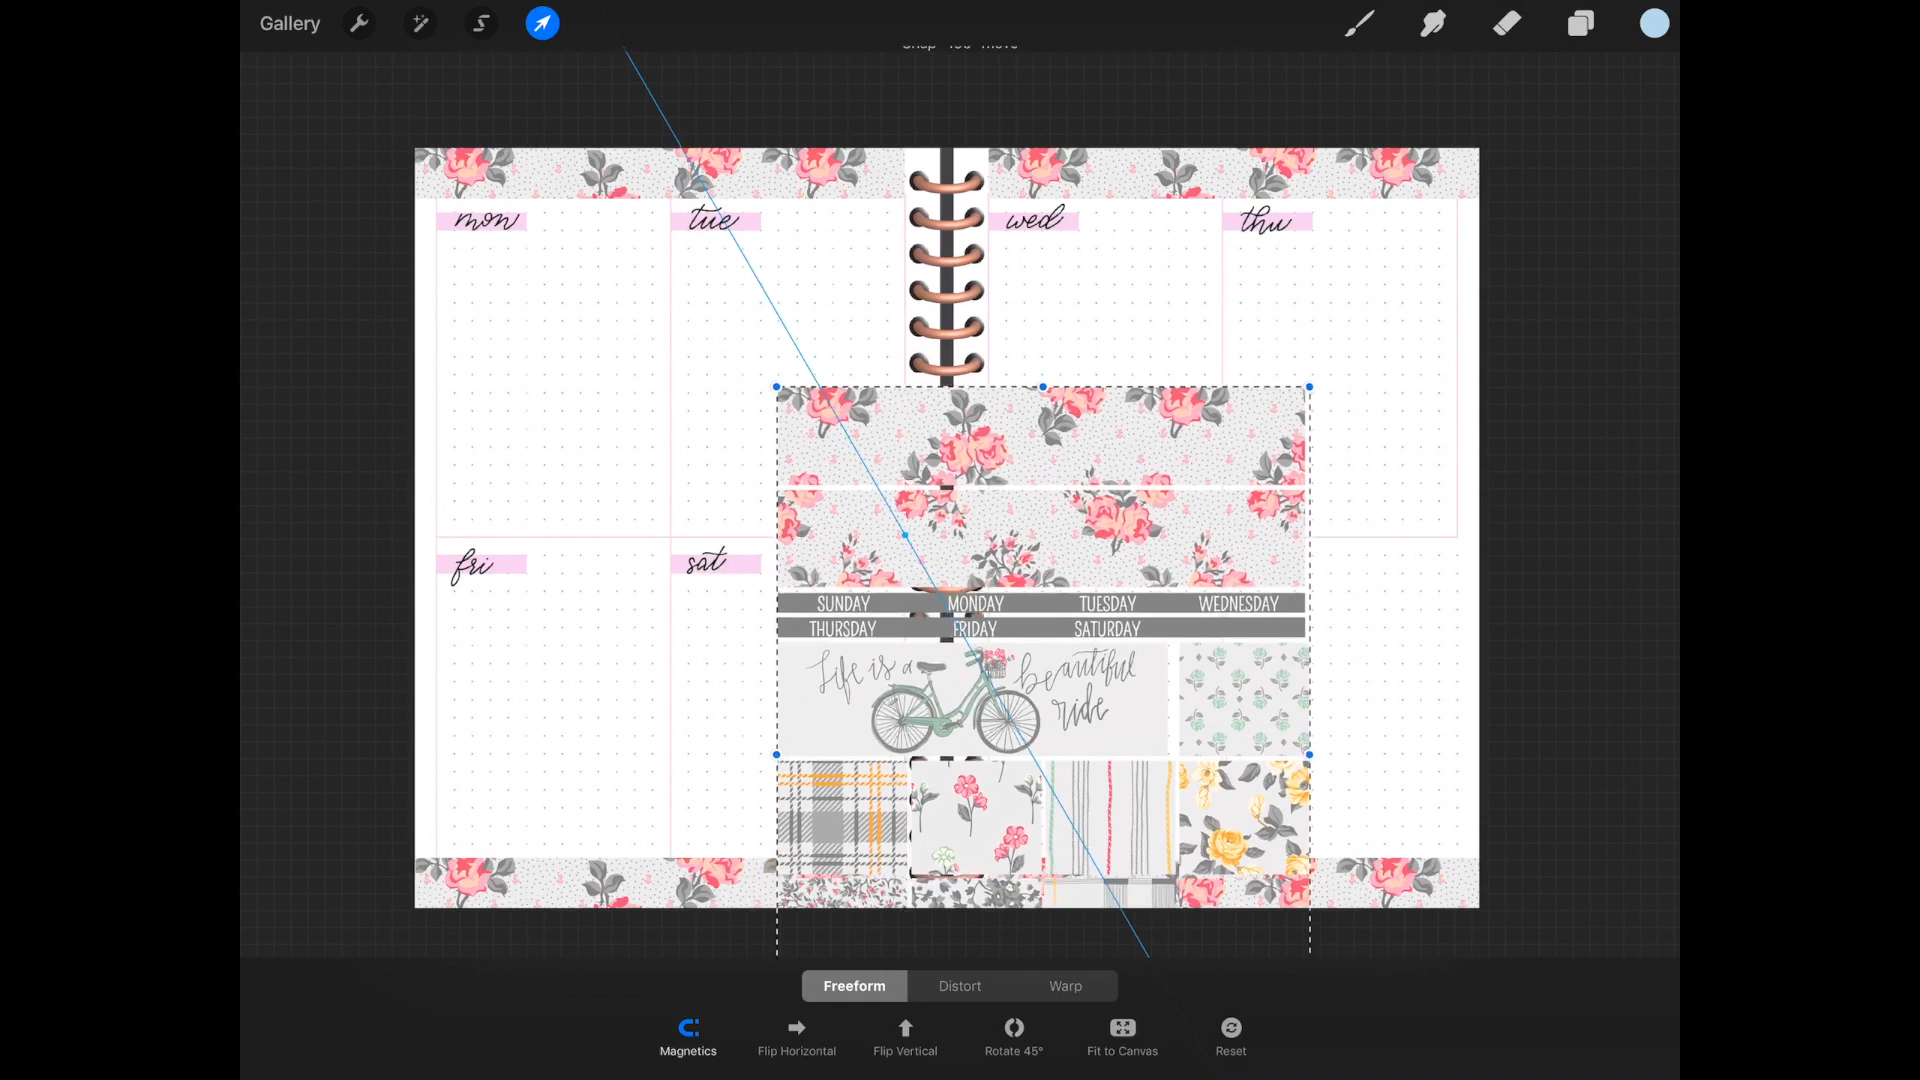 Gallery
mon
tue
wed
thu
fri
sat
SUNDAY MONDAY TUESDAY WEDNESDAY
THURSDAY FRIDAY SATURDAY
Life is a beautiful
ride
Freeform Distort Warp
Magnetics Flip Horizontal Flip Vertical Rotate 45° Fit to Canvas Reset